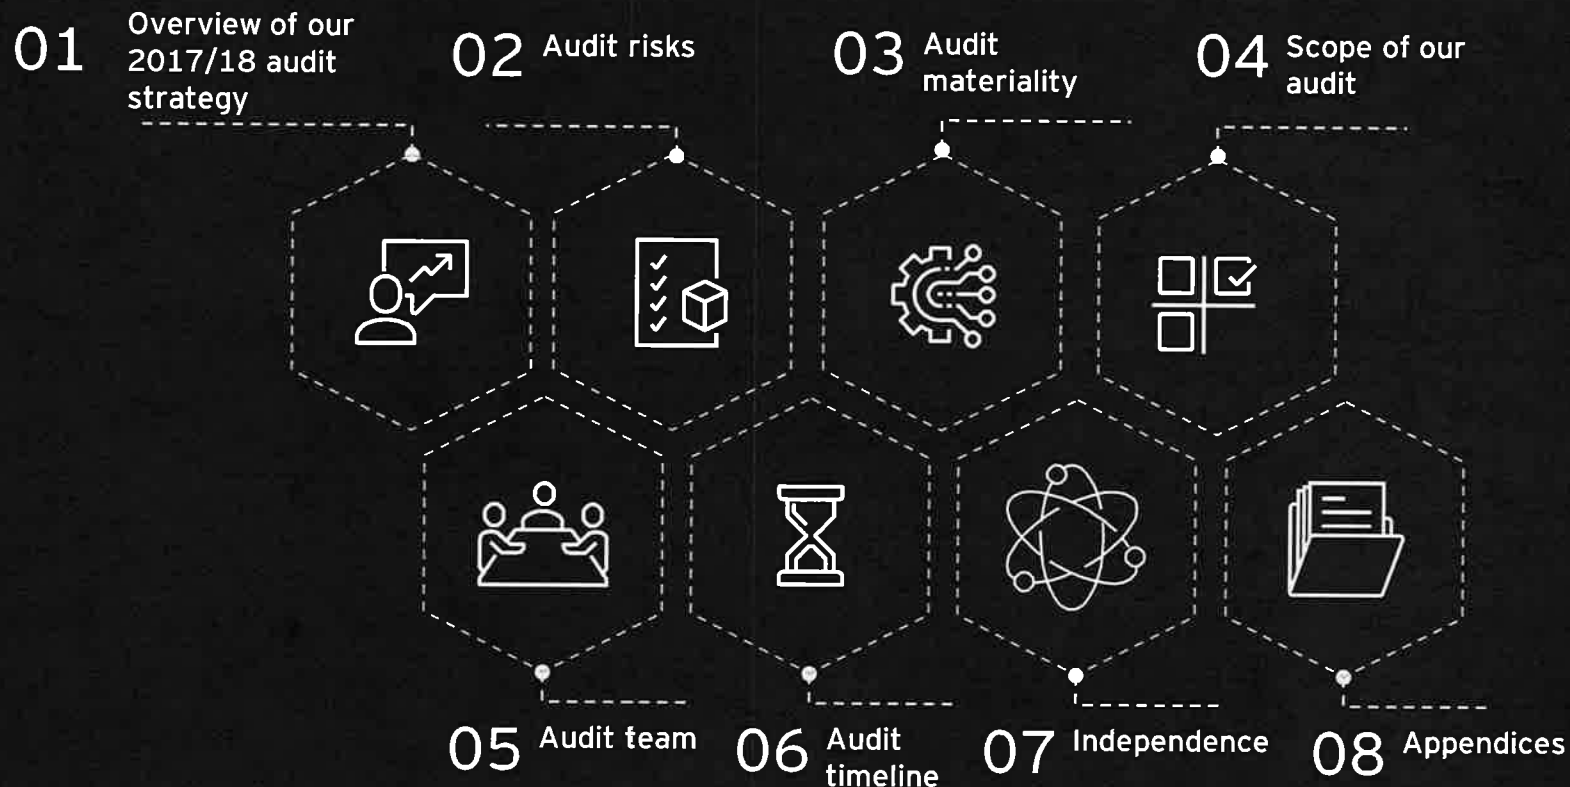 01 Overview of our
2017/18 audit
strategy
02 Audit risks
03 Audit
materiality
04 Scope of our
audit
05 Audit team
06 Audit
timeline
07 Independence
08 Appendices